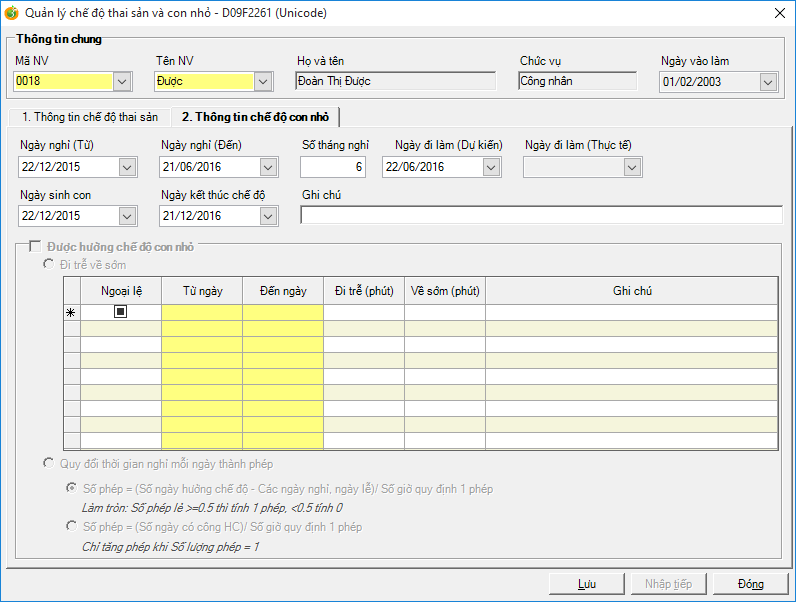 Quản lý chế độ thai sản và con nhỏ - D09F2261 (Unicode)
Thông tin chung
Mã NV Tên NV Họ và tên Chức vụ Ngày vào làm
0018 Được Đoàn Thị Được Công nhân 01/02/2003
1. Thông tin chế độ thai sản 2. Thông tin chế độ con nhỏ
Ngày nghỉ (Từ) Ngày nghỉ (Đến) Số tháng nghỉ Ngày đi làm (Dự kiến) Ngày đi làm (Thực tế)
22/12/2015 21/06/2016 6 22/06/2016
Ngày sinh con Ngày kết thúc chế độ Ghi chú
22/12/2015 21/12/2016
Được hưởng chế độ con nhỏ
Đi trễ về sớm
Ngoại lệ Từ ngày Đến ngày Đi trễ (phút) Về sớm (phút) Ghi chú
Quy đổi thời gian nghỉ mỗi ngày thành phép
Số phép = (Số ngày hưởng chế độ - Các ngày nghỉ, ngày lễ)/ Số giờ quy định 1 phép
Làm tròn: Số phép lẻ >=0.5 thì tính 1 phép, <0.5 tính 0
Số phép = (Số ngày có công HC)/ Số giờ quy định 1 phép
Chỉ tăng phép khi Số lượng phép = 1
Lưu Nhập tiếp Đóng